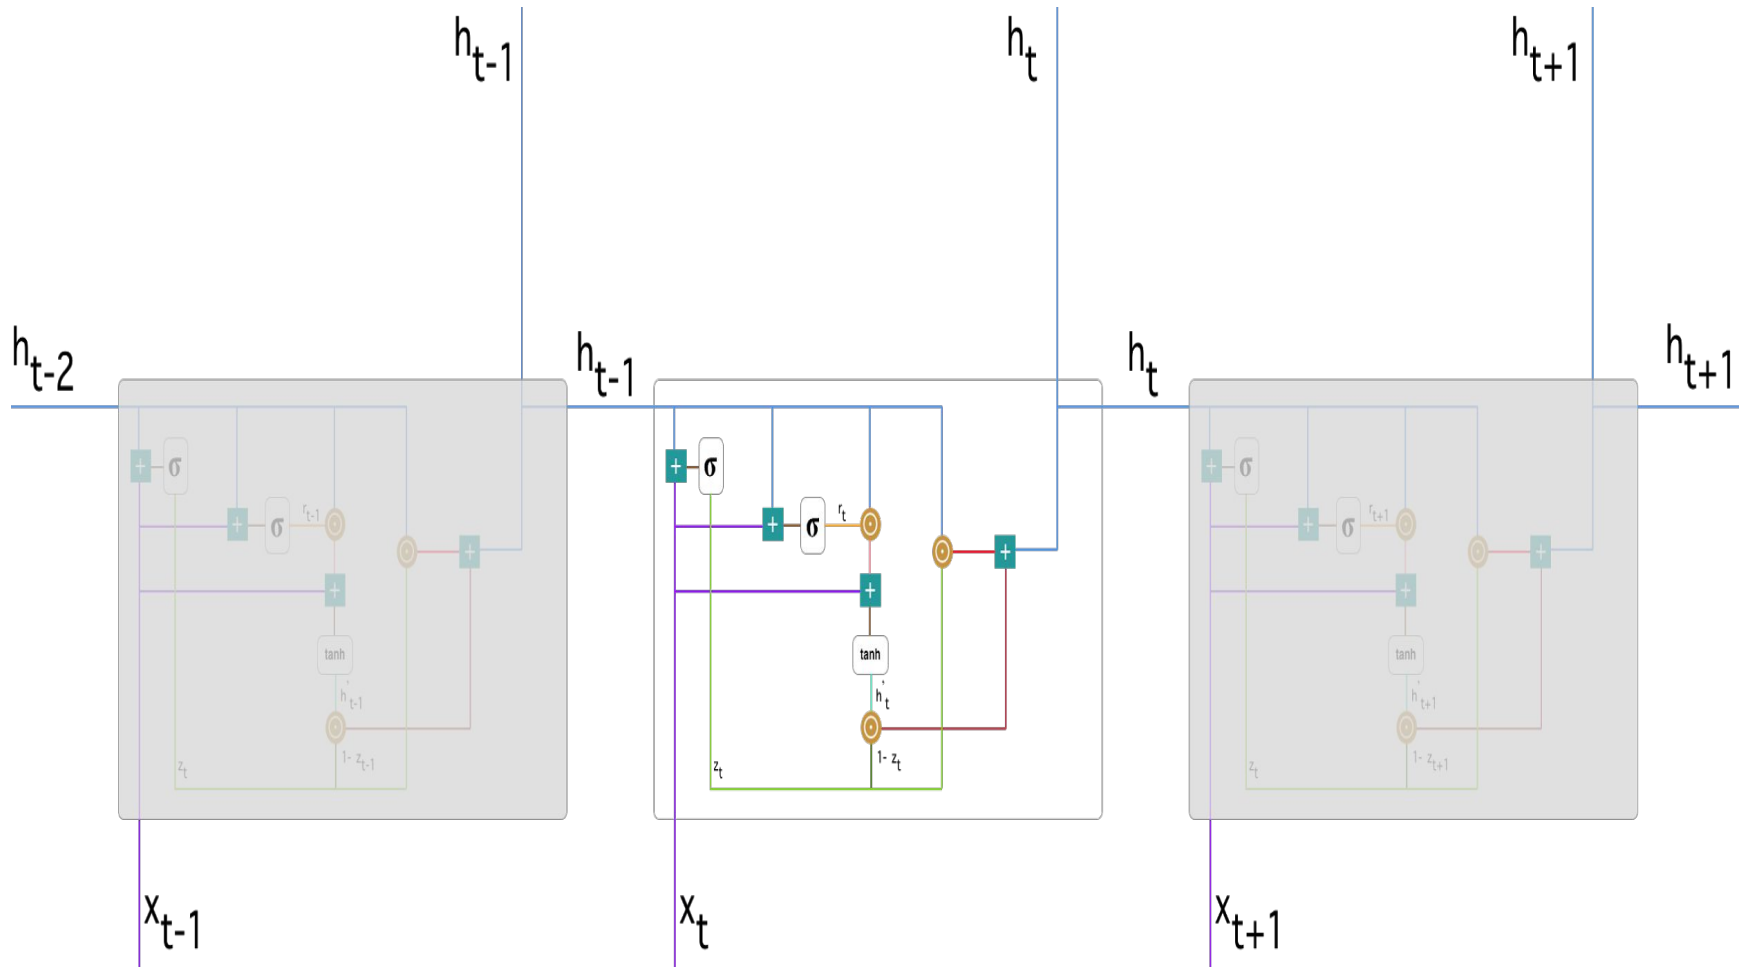 h_{t-1}
h_t
h_{t+1}
h_{t-2}
h_{t-1}
h_t
h_{t+1}
+ σ
+ σ r_{t-1}
+
+
tanh
h'_{t-1}
1- z_{t-1}
z_t
+ σ
+ σ r_t
+
+
tanh
h'_t
1- z_t
z_t
+ σ
+ σ r_{t+1}
+
+
tanh
h'_{t+1}
1- z_{t+1}
z_t
x_{t-1}
x_t
x_{t+1}